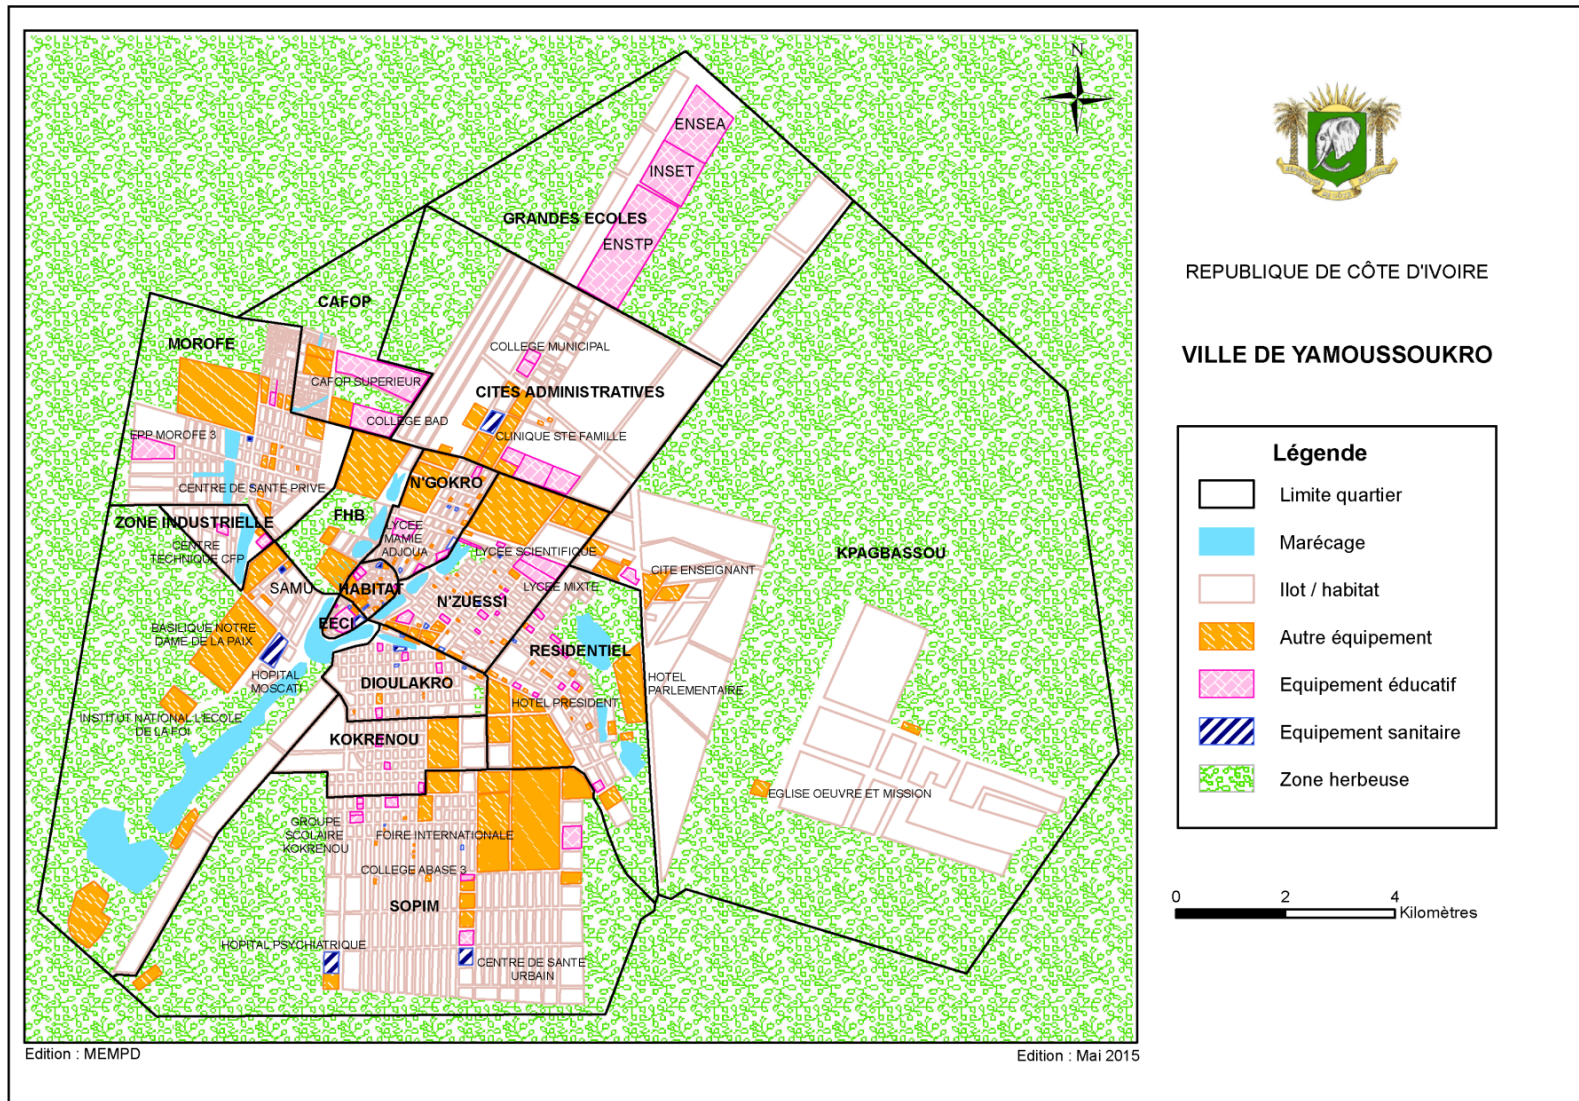 N
ENSEA
INSET
GRANDES ECOLES
ENSTP
CAFOP
MOROFE
COLLEGE MUNICIPAL
CAFOP SUPERIEUR
CITES ADMINISTRATIVES
COLLEGE BAD
CLINIQUE STE FAMILLE
EPP MOROFE 3
N'GOKRO
CENTRE DE SANTE PRIVE
FHB
ZONE INDUSTRIELLE
LYCEE
MAMIE
ADJOUA
CENTRE
TECHNIQUE CFP
LYCEE SCIENTIFIQUE
KPAGBASSOU
CITE ENSEIGNANT
SAMU
HABITAT
LYCEE MIXTE
N'ZUESSI
EECI
BASILIQUE NOTRE
DAME DE LA PAIX
RESIDENTIEL
HOPITAL
MOSCATI
DIOULAKRO
HOTEL
PARLEMENTAIRE
HOTEL PRESIDENT
INSTITUT NATIONAL L'ECOLE
DE LA FOI
KOKRENOU
EGLISE OEUVRE ET MISSION
GROUPE
SCOLAIRE
KOKRENOU
FOIRE INTERNATIONALE
COLLEGE ABASE 3
SOPIM
HOPITAL PSYCHIATRIQUE
CENTRE DE SANTE
URBAIN
Edition : MEMPD
Edition : Mai 2015
REPUBLIQUE DE CÔTE D'IVOIRE
VILLE DE YAMOUSSOUKRO
Légende
Limite quartier
Marécage
Ilot / habitat
Autre équipement
Equipement éducatif
Equipement sanitaire
Zone herbeuse
0 2 4
Kilomètres